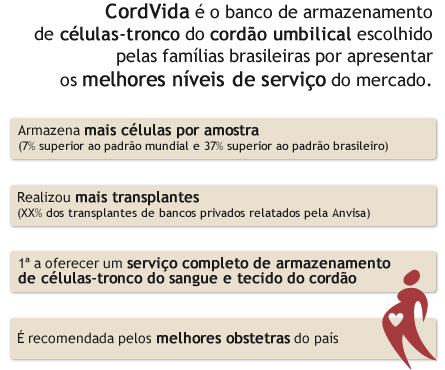 CordVida é o banco de armazenamento
de células-tronco do cordão umbilical escolhido
pelas famílias brasileiras por apresentar
os melhores níveis de serviço do mercado.
Armazena mais células por amostra
(7% superior ao padrão mundial e 37% superior ao padrão brasileiro)
Realizou mais transplantes
(XX% dos transplantes de bancos privados relatados pela Anvisa)
1ª a oferecer um serviço completo de armazenamento
de células-tronco do sangue e tecido do cordão
É recomendada pelos melhores obstetras do país